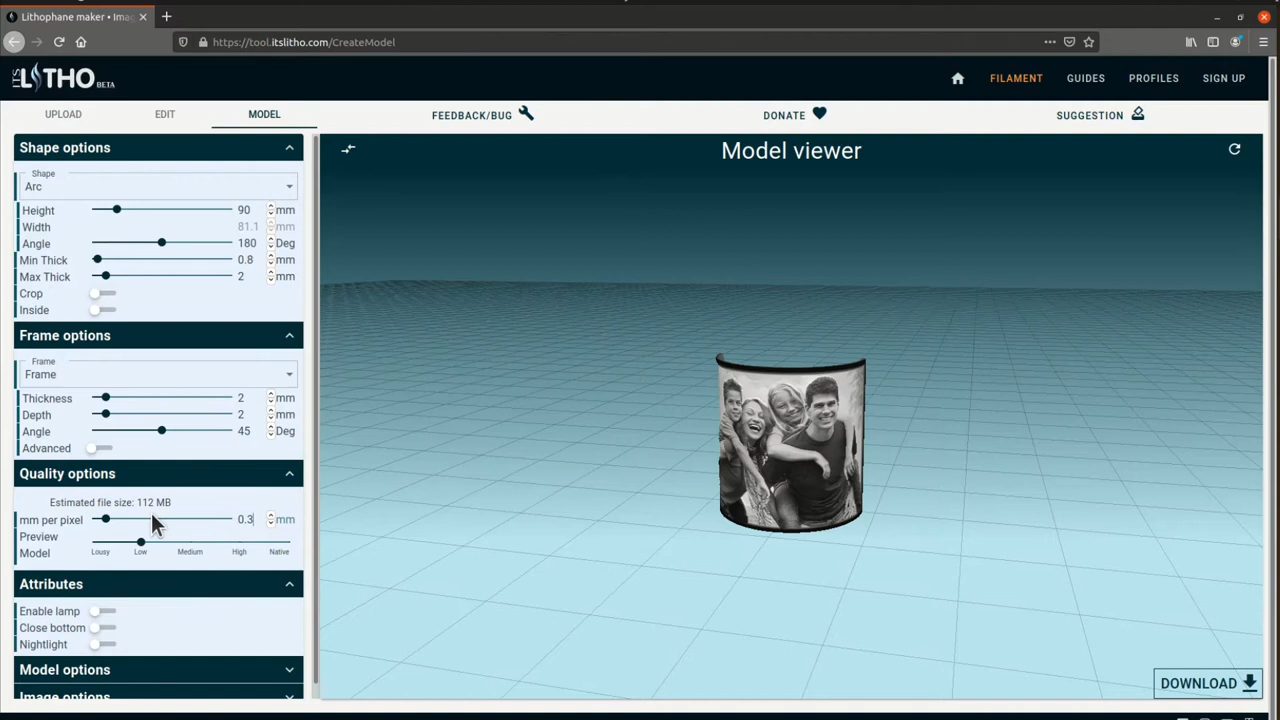 Lithophane maker • Imag
https://tool.itslitho.com/CreateModel
ITS LITHO BETA
FILAMENT GUIDES PROFILES SIGN UP
UPLOAD EDIT MODEL FEEDBACK/BUG DONATE SUGGESTION
Shape options
Model viewer
Shape
Arc
Height 90 mm
Width 81.1 mm
Angle 180 Deg
Min Thick 0.8 mm
Max Thick 2 mm
Crop
Inside
Frame options
Frame
Frame
Thickness 2 mm
Depth 2 mm
Angle 45 Deg
Advanced
Quality options
Estimated file size: 112 MB
mm per pixel 0.3 mm
Preview
Model
Lousy Low Medium High Native
Attributes
Enable lamp
Close bottom
Nightlight
Model options
DOWNLOAD
Image options